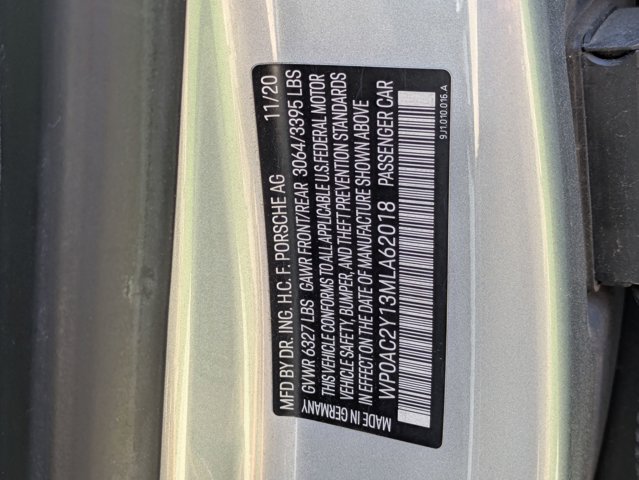 MFD BY DR. ING. H.C. F. PORSCHE AG 11/20
GVWR 6327 LBS GAWR FRONT/REAR 3064/3395 LBS
THIS VEHICLE CONFORMS TO ALL APPLICABLE U.S.FEDERAL MOTOR
VEHICLE SAFETY, BUMPER, AND THEFT PREVENTION STANDARDS
IN EFFECT ON THE DATE OF MANUFACTURE SHOWN ABOVE
WP0AC2Y13MLA62018 PASSENGER CAR
MADE IN GERMANY
9J1.010.016.A